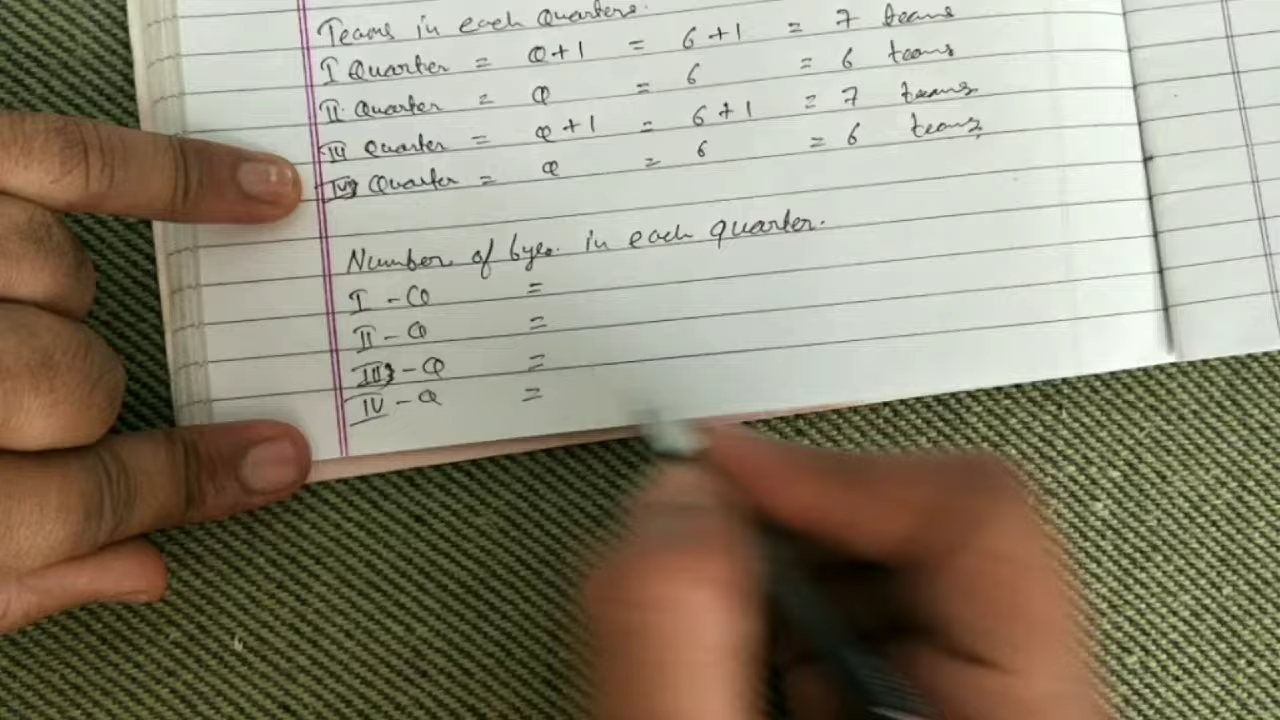 Teams in each Quarters.
I Quarter = Q+1 = 6+1 = 7 teams
II Quarter = Q = 6 = 6 teams
III Quarter = Q+1 = 6+1 = 7 teams
IV Quarter = Q = 6 = 6 teams
Number of byes in each quarter.
I - Q =
II - Q =
III - Q =
IV - Q =